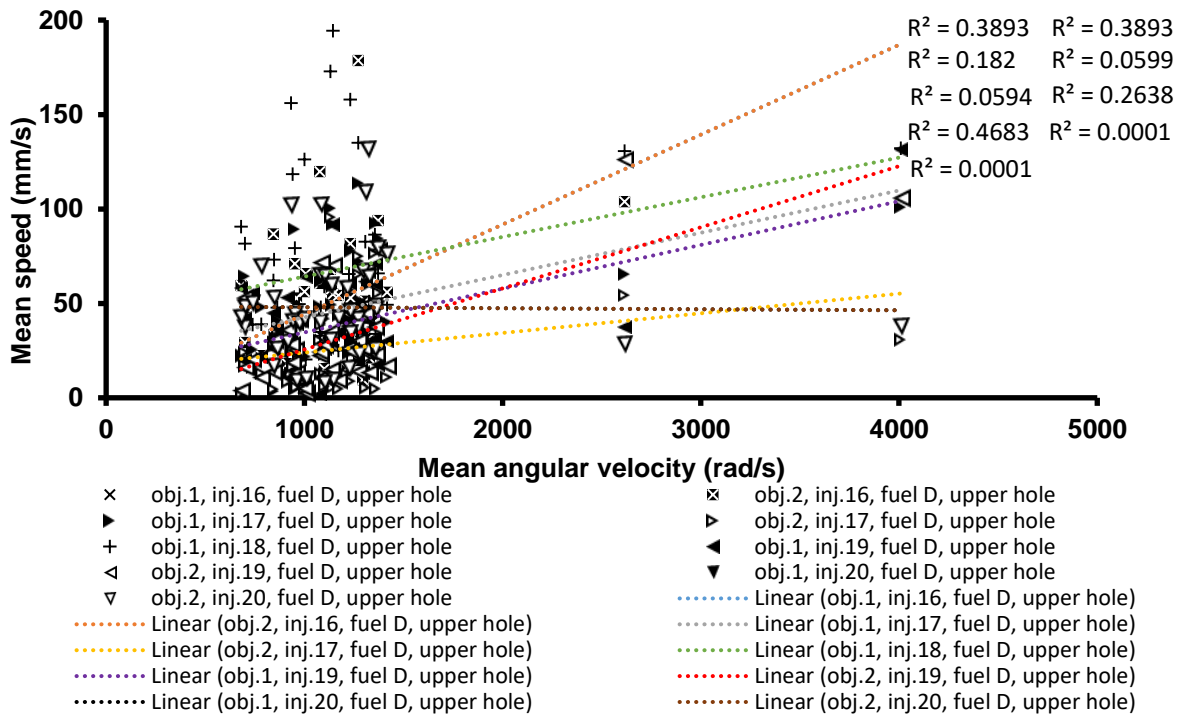 200
150
100
50
0
Mean speed (mm/s)
R² = 0.3893 R² = 0.3893
R² = 0.182 R² = 0.0599
R² = 0.0594 R² = 0.2638
R² = 0.4683 R² = 0.0001
R² = 0.0001
0 1000 2000 3000 4000 5000
Mean angular velocity (rad/s)
obj.1, inj.16, fuel D, upper hole obj.2, inj.16, fuel D, upper hole
obj.1, inj.17, fuel D, upper hole obj.2, inj.17, fuel D, upper hole
obj.1, inj.18, fuel D, upper hole obj.1, inj.19, fuel D, upper hole
obj.2, inj.19, fuel D, upper hole obj.1, inj.20, fuel D, upper hole
obj.2, inj.20, fuel D, upper hole Linear (obj.1, inj.16, fuel D, upper hole)
Linear (obj.2, inj.16, fuel D, upper hole) Linear (obj.1, inj.17, fuel D, upper hole)
Linear (obj.2, inj.17, fuel D, upper hole) Linear (obj.1, inj.18, fuel D, upper hole)
Linear (obj.1, inj.19, fuel D, upper hole) Linear (obj.2, inj.19, fuel D, upper hole)
Linear (obj.1, inj.20, fuel D, upper hole) Linear (obj.2, inj.20, fuel D, upper hole)